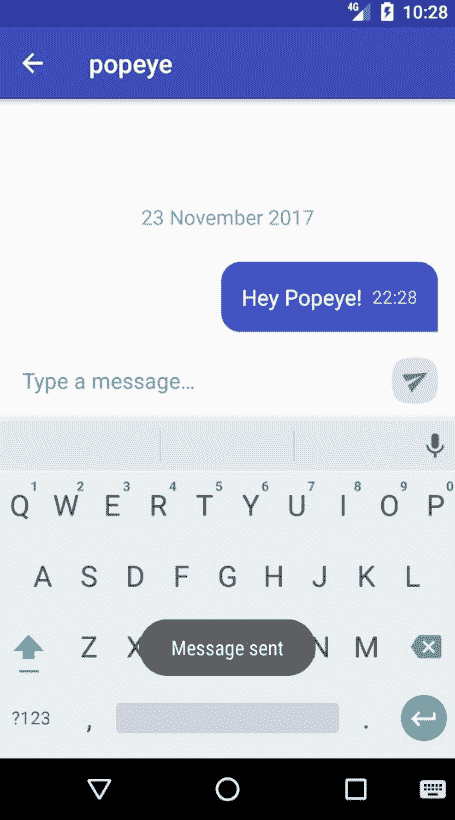 4G 10:28
popeye
23 November 2017
Hey Popeye! 22:28
Type a message...
1 2 3 4 5 6 7 8 9 0
Q W E R T Y U I O P
A S D F G H J K L
Z X N M
Message sent
?123 , .